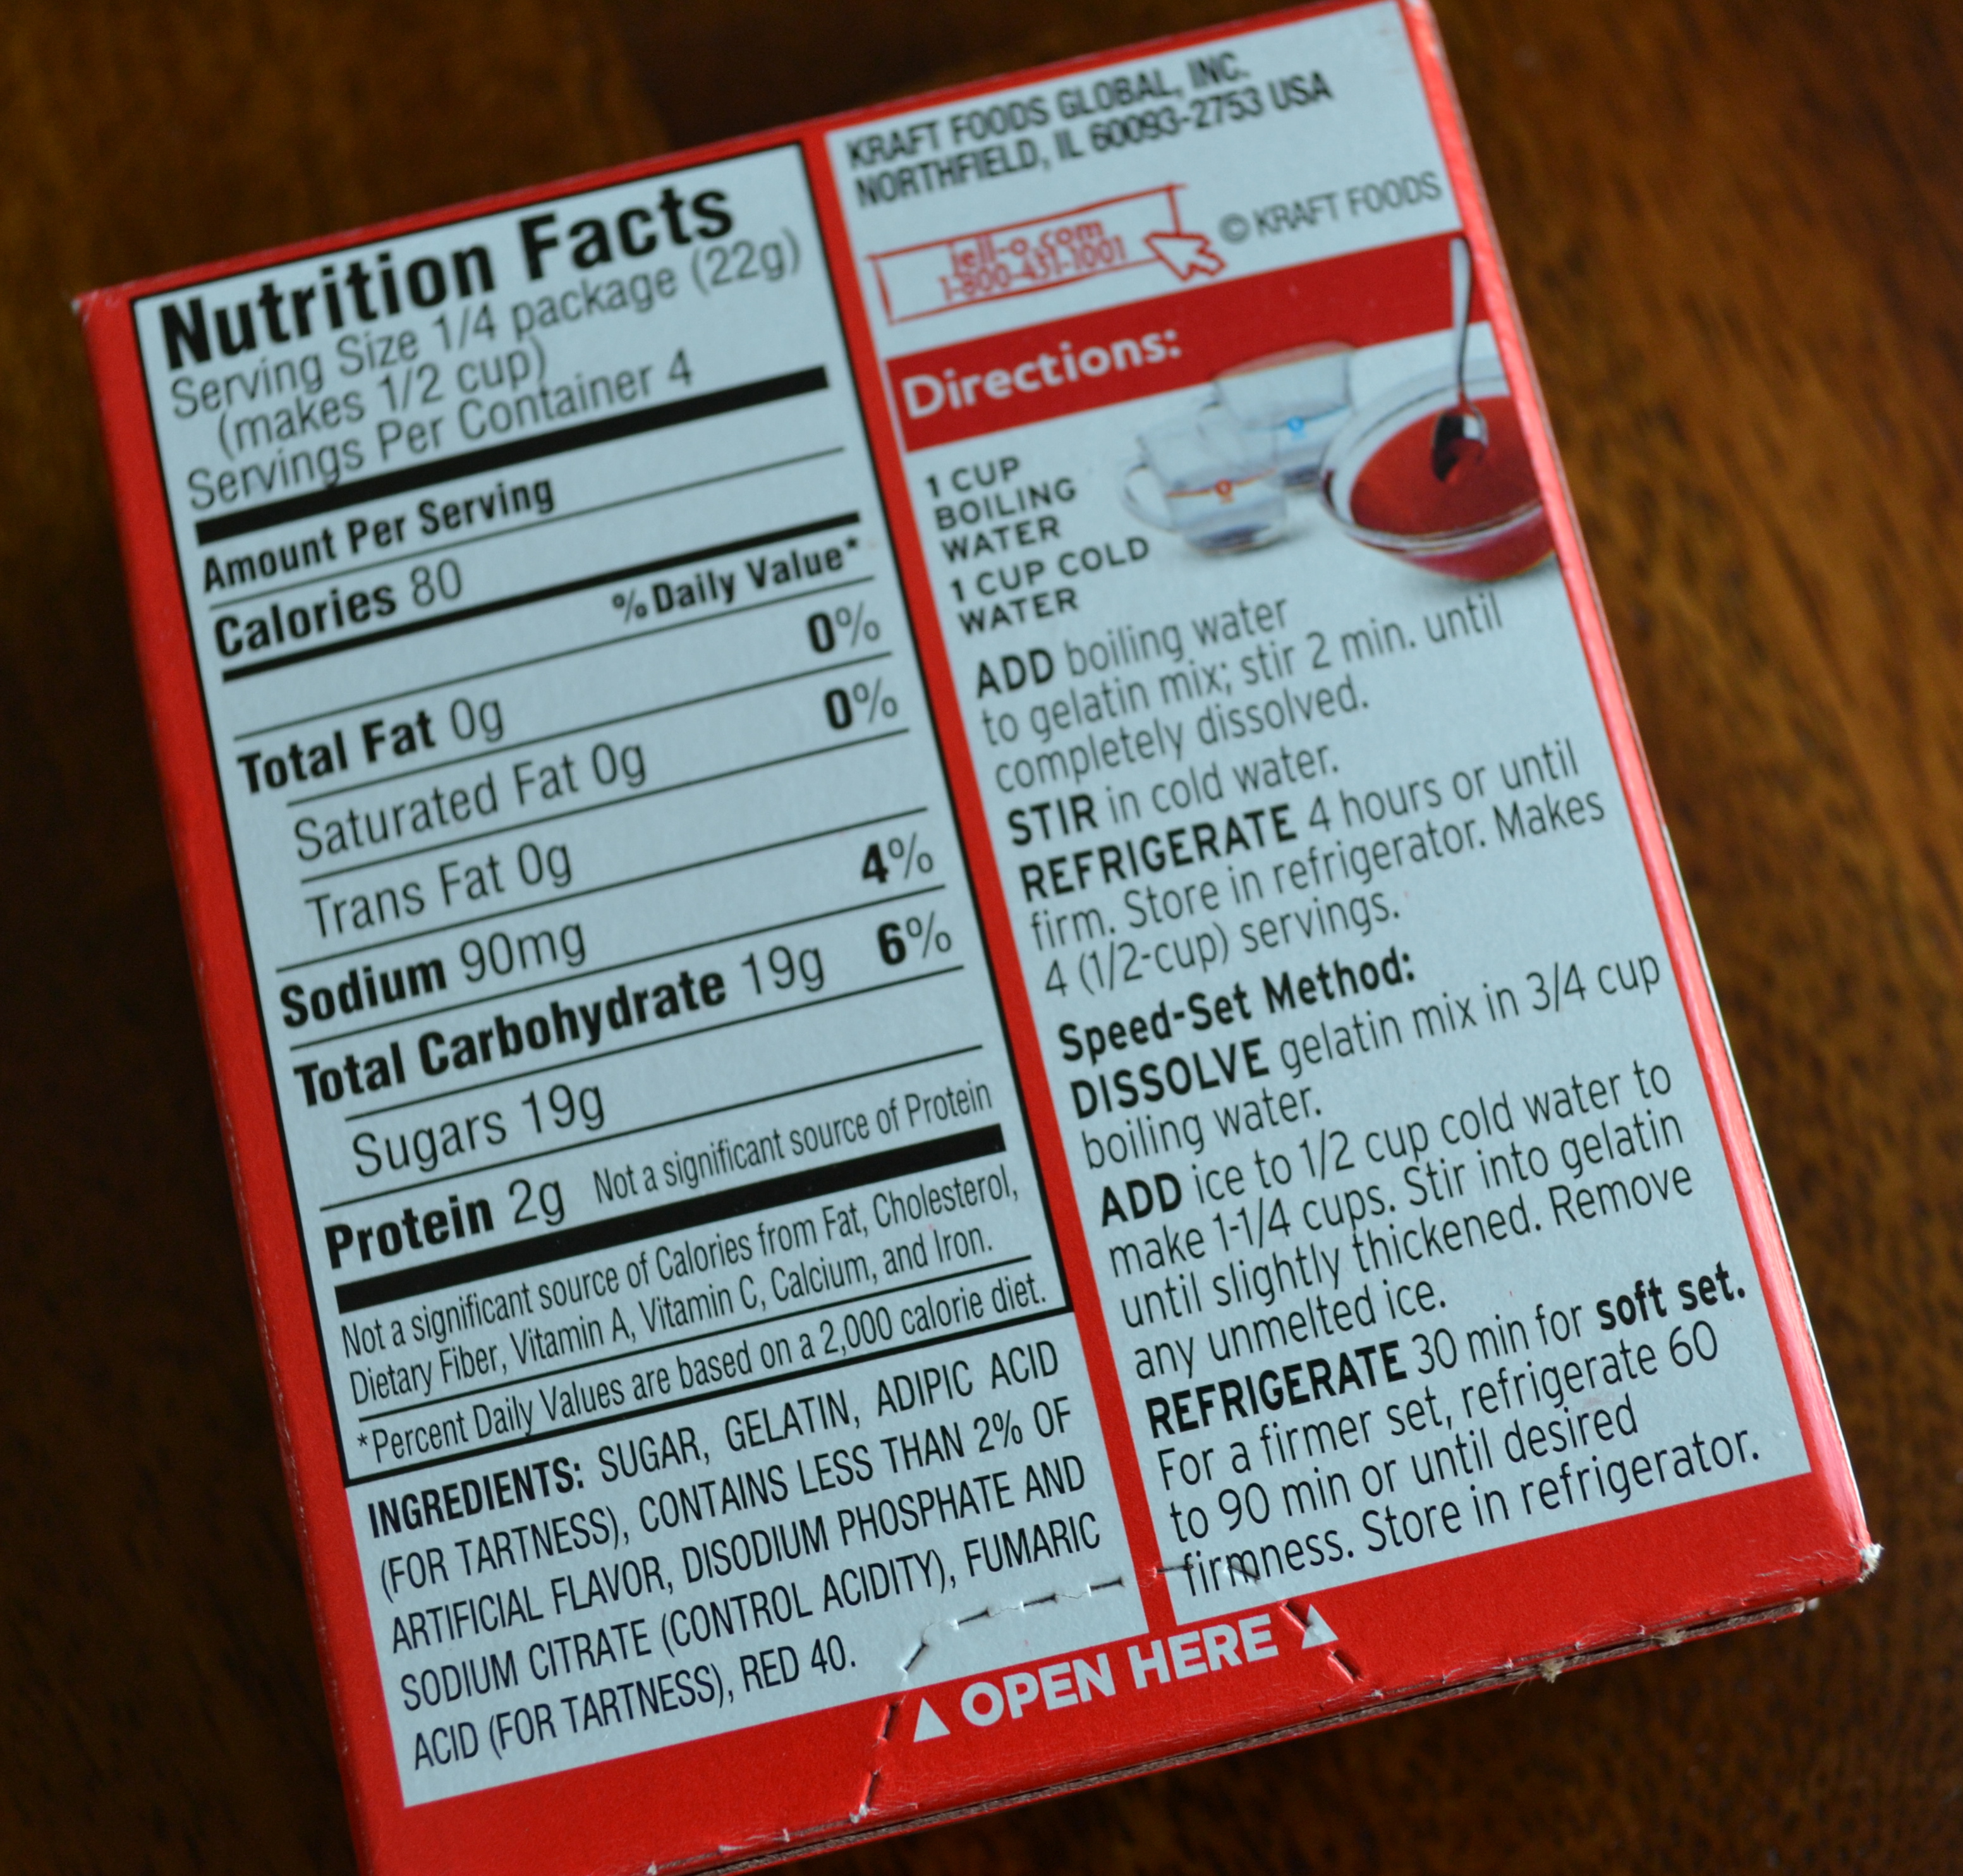 Nutrition Facts
Serving Size 1/4 package (22g)
(makes 1/2 cup)
Servings Per Container 4
Amount Per Serving
Calories 80
% Daily Value*
Total Fat 0g 0%
Saturated Fat 0g 0%
Trans Fat 0g
Sodium 90mg 4%
Total Carbohydrate 19g 6%
Sugars 19g
Protein 2g Not a significant source of Protein
Not a significant source of Calories from Fat, Cholesterol,
Dietary Fiber, Vitamin A, Vitamin C, Calcium, and Iron.
*Percent Daily Values are based on a 2,000 calorie diet.
INGREDIENTS: SUGAR, GELATIN, ADIPIC ACID
(FOR TARTNESS), CONTAINS LESS THAN 2% OF
ARTIFICIAL FLAVOR, DISODIUM PHOSPHATE AND
SODIUM CITRATE (CONTROL ACIDITY), FUMARIC
ACID (FOR TARTNESS), RED 40.
KRAFT FOODS GLOBAL, INC.
NORTHFIELD, IL 60093-2753 USA
jell-o.com
1-800-431-1001
© KRAFT FOODS
Directions:
1 CUP
BOILING
WATER
1 CUP COLD
WATER
ADD boiling water
to gelatin mix; stir 2 min. until
completely dissolved.
STIR in cold water.
REFRIGERATE 4 hours or until
firm. Store in refrigerator. Makes
4 (1/2-cup) servings.
Speed-Set Method:
DISSOLVE gelatin mix in 3/4 cup
boiling water.
ADD ice to 1/2 cup cold water to
make 1-1/4 cups. Stir into gelatin
until slightly thickened. Remove
any unmelted ice.
REFRIGERATE 30 min for soft set.
For a firmer set, refrigerate 60
to 90 min or until desired
firmness. Store in refrigerator.
▲ OPEN HERE ▲